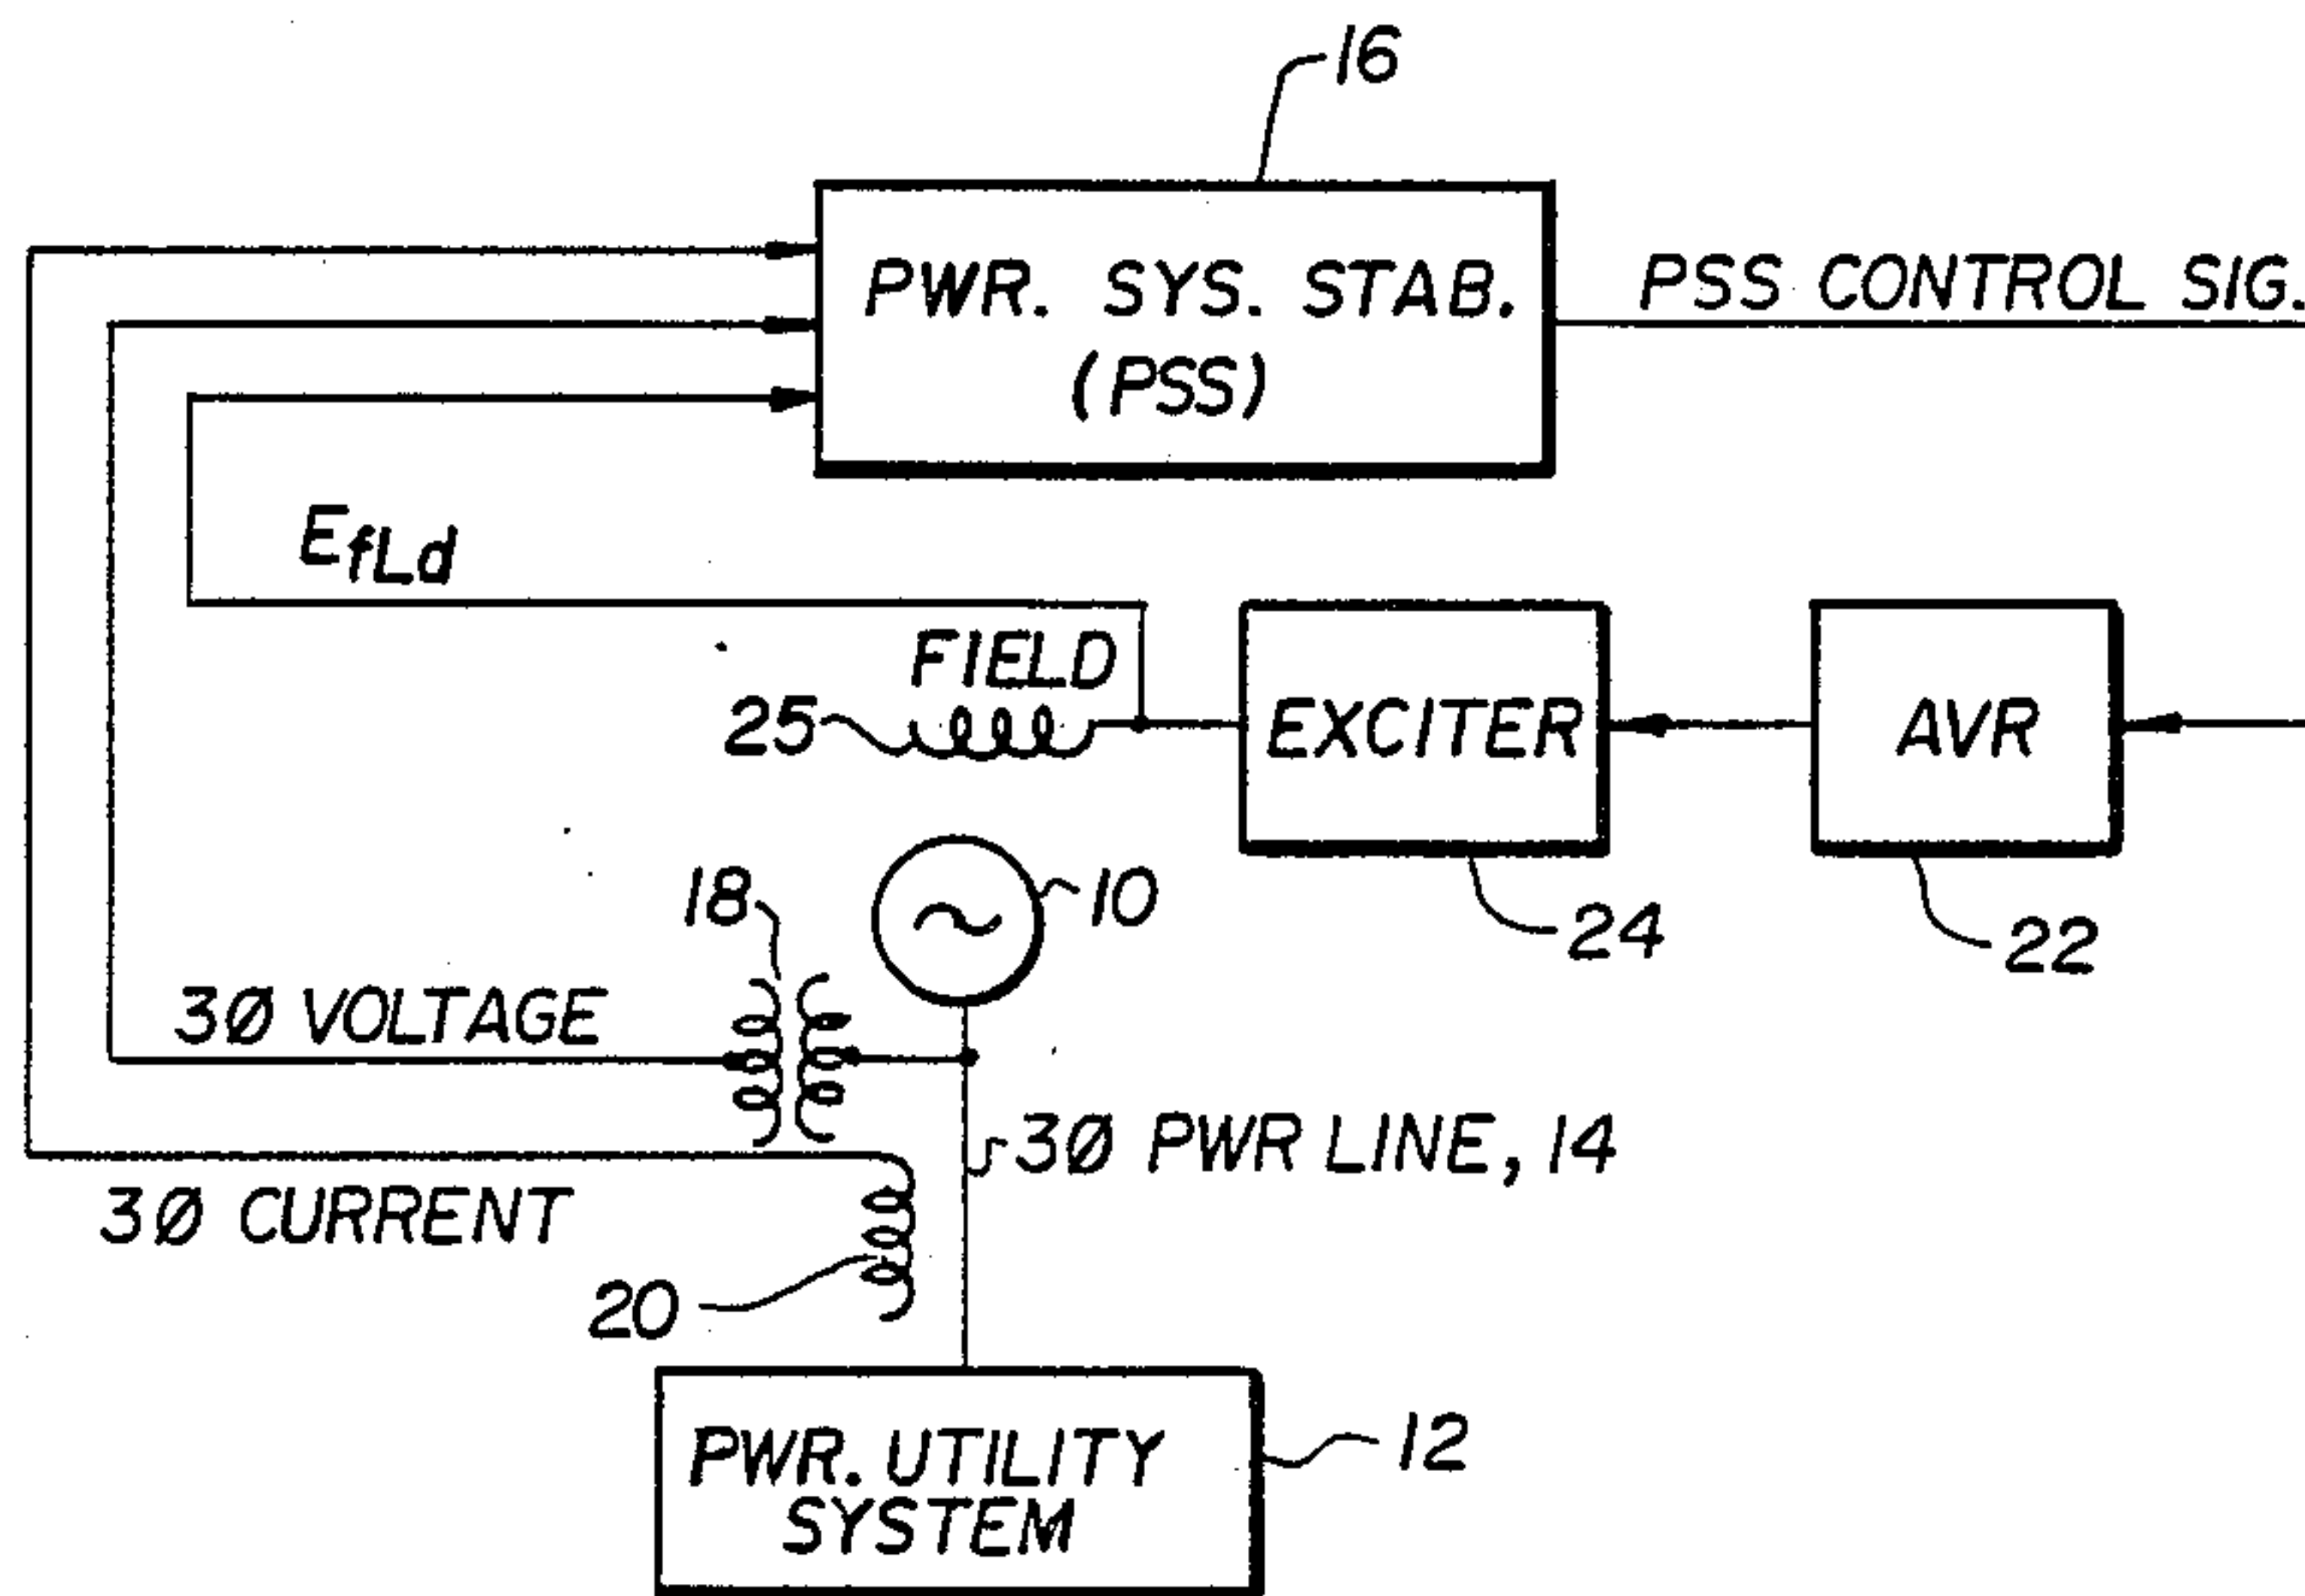 16
PWR. SYS. STAB.
(PSS)
PSS CONTROL SIG.
EfLd
FIELD
25
EXCITER
AVR
18
10
24
22
3Ø VOLTAGE
3Ø PWR LINE, 14
3Ø CURRENT
20
PWR. UTILITY
SYSTEM
12